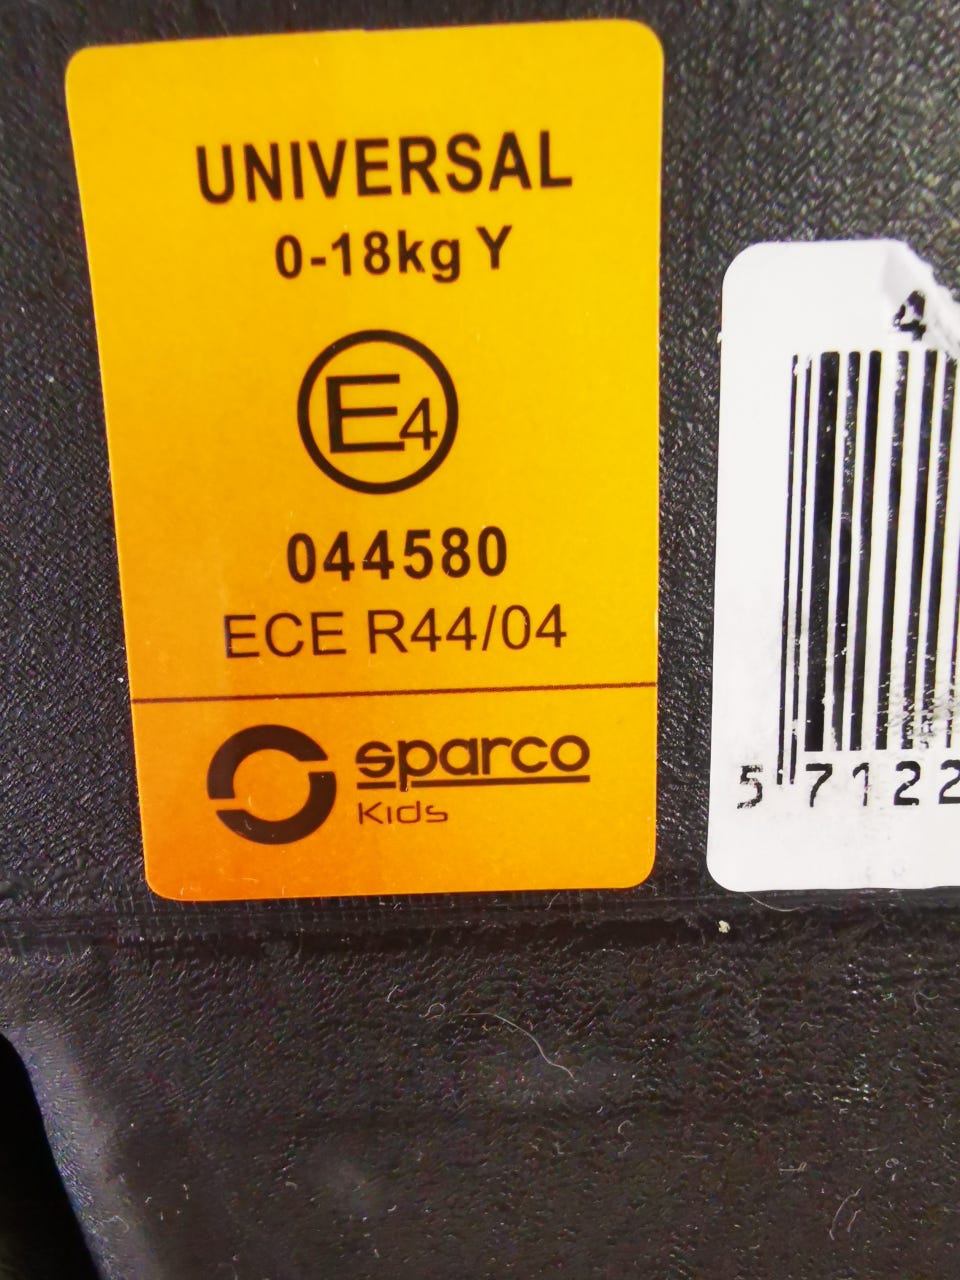 UNIVERSAL
0-18kg Y
E4
044580
ECE R44/04
sparco
Kids
4
5 7122